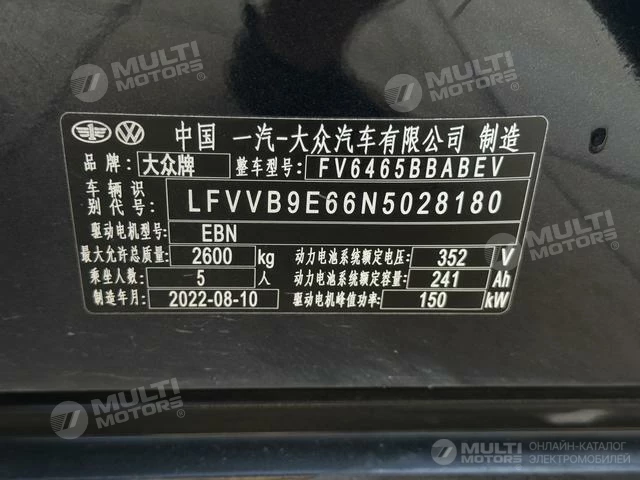 MULTI MOTORS
MULTI MOTORS
MULTI MOTORS
中国 一汽-大众汽车有限公司 制造
品牌: 大众牌 整车型号: FV6465BBABEV
车辆识别代号: LFVVB9E66N5028180
驱动电机型号: EBN
最大允许总质量: 2600 kg 动力电池系统额定电压: 352 V
乘坐人数: 5 人 动力电池系统额定容量: 241 Ah
制造年月: 2022-08-10 驱动电机峰值功率: 150 kW
MULTI MOTORS
MULTI MOTORS
MULTI MOTORS
MULTI MOTORS ОНЛАЙН-КАТАЛОГ ЭЛЕКТРОМОБИЛЕЙ